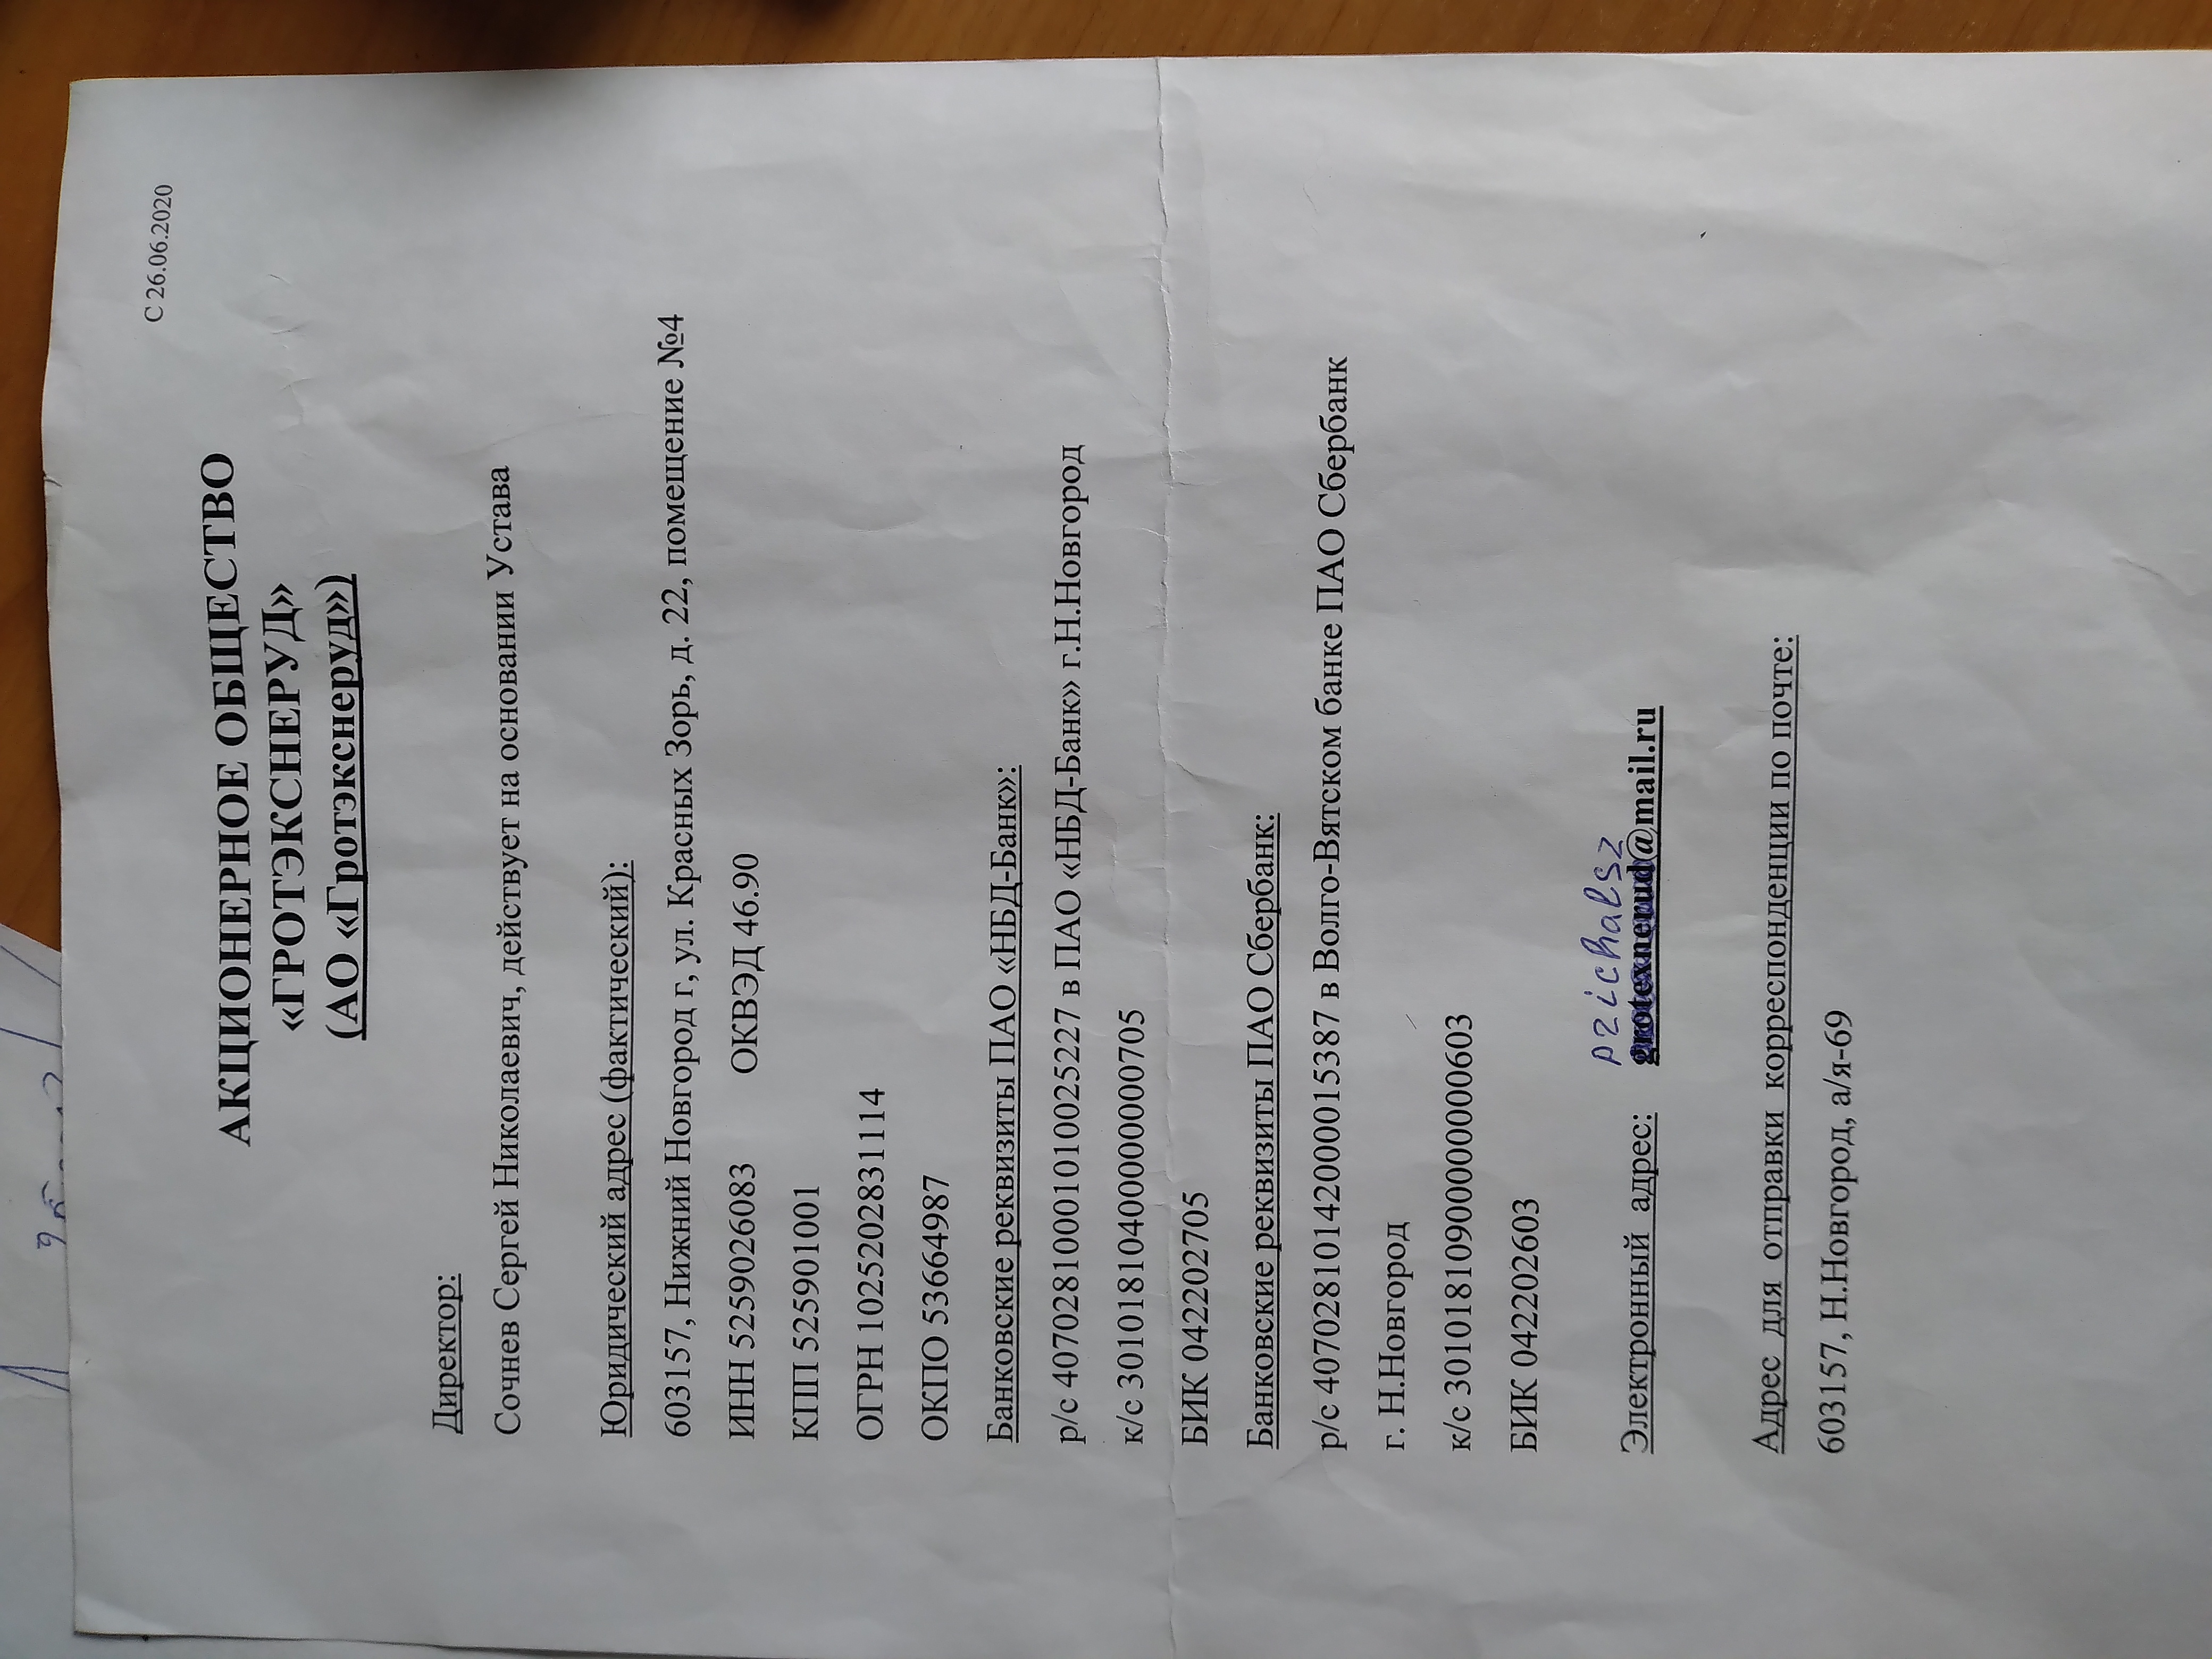 С 26.06.2020
АКЦИОНЕРНОЕ ОБЩЕСТВО
«ГРОТЭКСНЕРУД»
(АО «Гротэкснеруд»)
Директор:
Сочнев Сергей Николаевич, действует на основании Устава
Юридический адрес (фактический):
603157, Нижний Новгород г, ул. Красных Зорь, д. 22, помещение №4
ИНН 5259026083 ОКВЭД 46.90
КПП 525901001
ОГРН 1025202831114
ОКПО 53664987
Банковские реквизиты ПАО «НБД-Банк»:
р/с 40702810001010025227 в ПАО «НБД-Банк» г.Н.Новгород
к/с 30101810400000000705
БИК 042202705
Банковские реквизиты ПАО Сбербанк:
р/с 40702810142000015387 в Волго-Вятском банке ПАО Сбербанк
г. Н.Новгород
к/с 30101810900000000603
БИК 042202603
Электронный адрес: grotexnerud@mail.ru
Адрес для отправки корреспонденции по почте:
603157, Н.Новгород, а/я-69